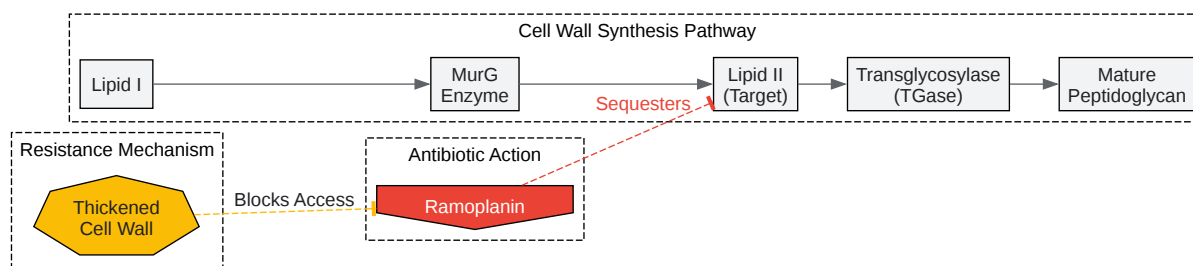 Cell Wall Synthesis Pathway
Lipid I
MurG
Enzyme
Lipid II
(Target)
Transglycosylase
(TGase)
Mature
Peptidoglycan
Sequesters
Resistance Mechanism
Antibiotic Action
Thickened
Cell Wall
Blocks Access
Ramoplanin